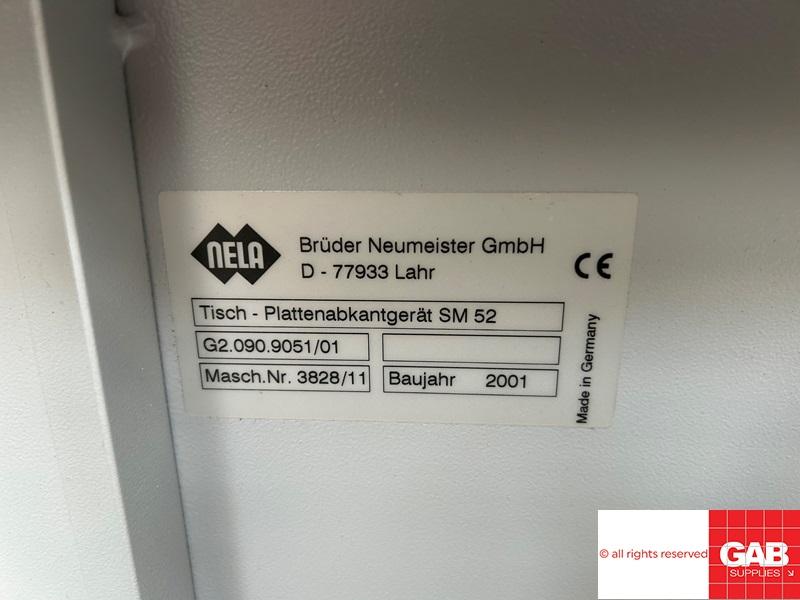 NELA
Brüder Neumeister GmbH
D - 77933 Lahr
CE
Tisch - Plattenabkantgerät SM 52
G2.090.9051/01
Masch.Nr. 3828/11
Baujahr 2001
Made in Germany
© all rights reserved
GAB
SUPPLIES